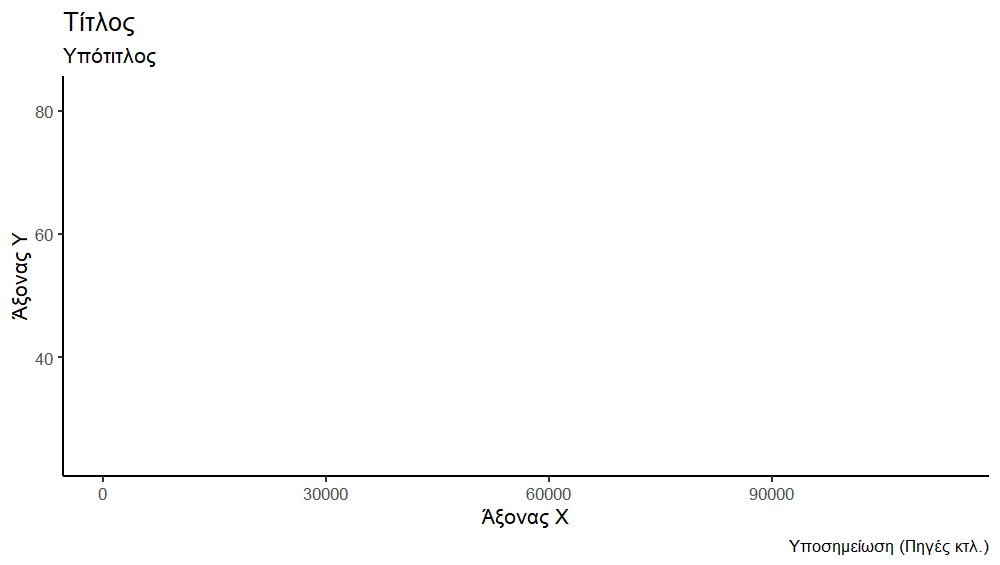 Τίτλος
Υπότιτλος
80
60
40
Άξονας Υ
0 30000 60000 90000
Άξονας Χ
Υποσημείωση (Πηγές κτλ.)